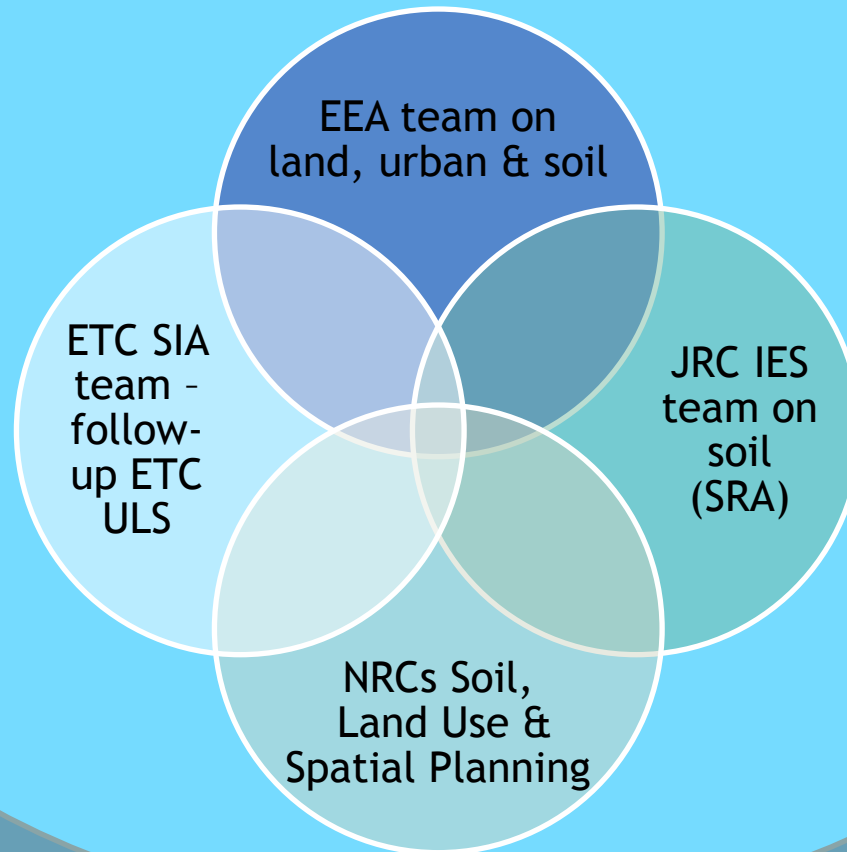 EEA team on
land, urban & soil
ETC SIA
team –
follow-
up ETC
ULS
JRC IES
team on
soil
(SRA)
NRCs Soil,
Land Use &
Spatial Planning